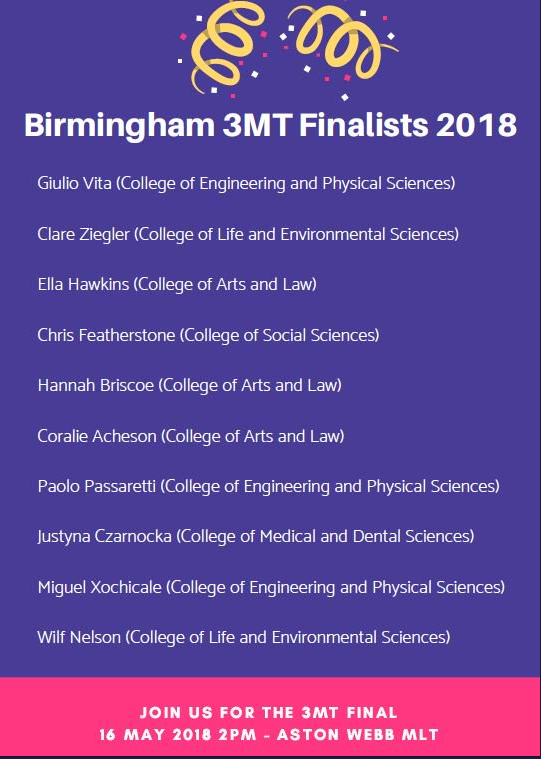 Birmingham 3MT Finalists 2018
Giulio Vita (College of Engineering and Physical Sciences)
Clare Ziegler (College of Life and Environmental Sciences)
Ella Hawkins (College of Arts and Law)
Chris Featherstone (College of Social Sciences)
Hannah Briscoe (College of Arts and Law)
Coralie Acheson (College of Arts and Law)
Paolo Passaretti (College of Engineering and Physical Sciences)
Justyna Czarnocka (College of Medical and Dental Sciences)
Miguel Xochicale (College of Engineering and Physical Sciences)
Wilf Nelson (College of Life and Environmental Sciences)
JOIN US FOR THE 3MT FINAL
16 MAY 2018 2PM - ASTON WEBB MLT